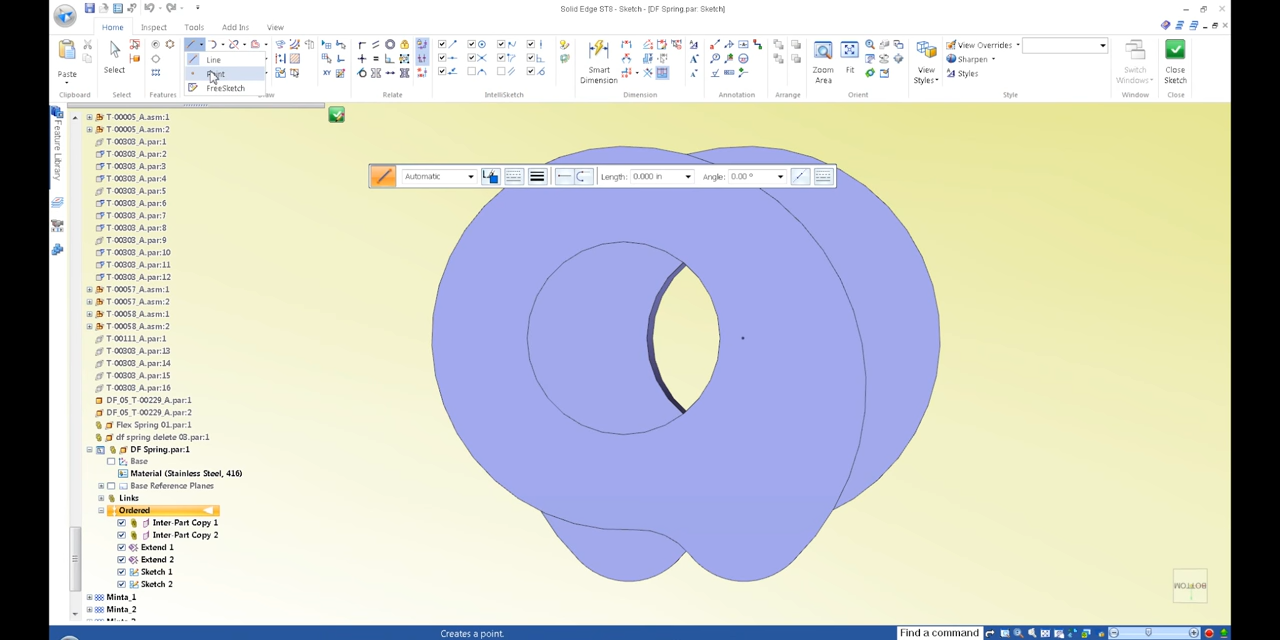 Solid Edge ST8 - Sketch - [DF Spring.par: Sketch]
Home Inspect Tools Add Ins View
Paste
Select
Line
Point
FreeSketch
Smart Dimension
Zoom Area
Fit
View Styles
View Overrides
Sharpen
Styles
Switch Windows
Close Sketch
Clipboard Select Features Draw Relate IntelliSketch Dimension Annotation Arrange Orient Style Window Close
Feature Library
Automatic Length: 0.000 in Angle: 0.00 °
T-00005_A.asm:1
T-00005_A.asm:2
T-00303_A.par:1
T-00303_A.par:2
T-00303_A.par:3
T-00303_A.par:4
T-00303_A.par:5
T-00303_A.par:6
T-00303_A.par:7
T-00303_A.par:8
T-00303_A.par:9
T-00303_A.par:10
T-00303_A.par:11
T-00303_A.par:12
T-00057_A.asm:1
T-00057_A.asm:2
T-00058_A.asm:1
T-00058_A.asm:2
T-00111_A.par:1
T-00303_A.par:13
T-00303_A.par:14
T-00303_A.par:15
T-00303_A.par:16
DF_05_T-00229_A.par:1
DF_05_T-00229_A.par:2
Flex Spring 01.par:1
df spring delete 03.par:1
DF Spring.par:1
Base
Material (Stainless Steel, 416)
Base Reference Planes
Links
Ordered
Inter-Part Copy 1
Inter-Part Copy 2
Extend 1
Extend 2
Sketch 1
Sketch 2
Minta_1
Minta_2
BOTTOM
Creates a point.
Find a command